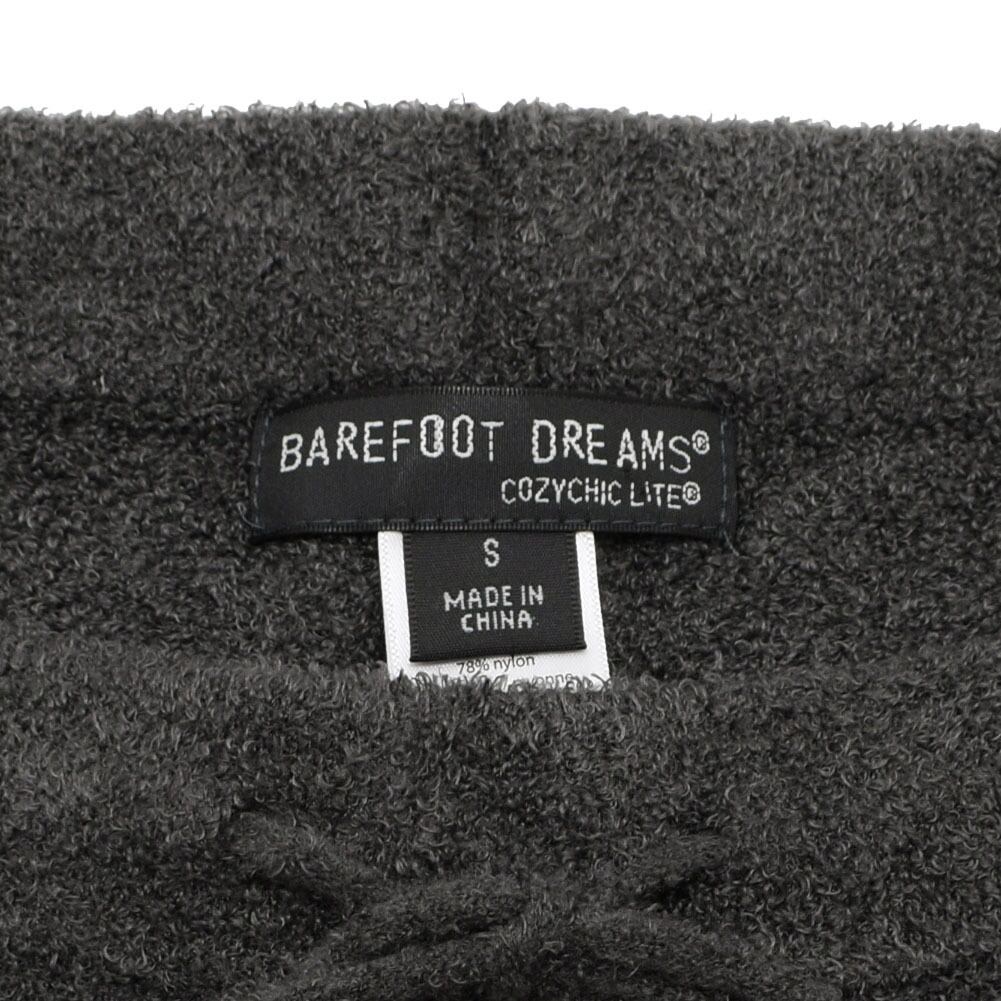 BAREFOOT DREAMS®
COZYCHIC LITE®
S
MADE IN
CHINA
78% nylon